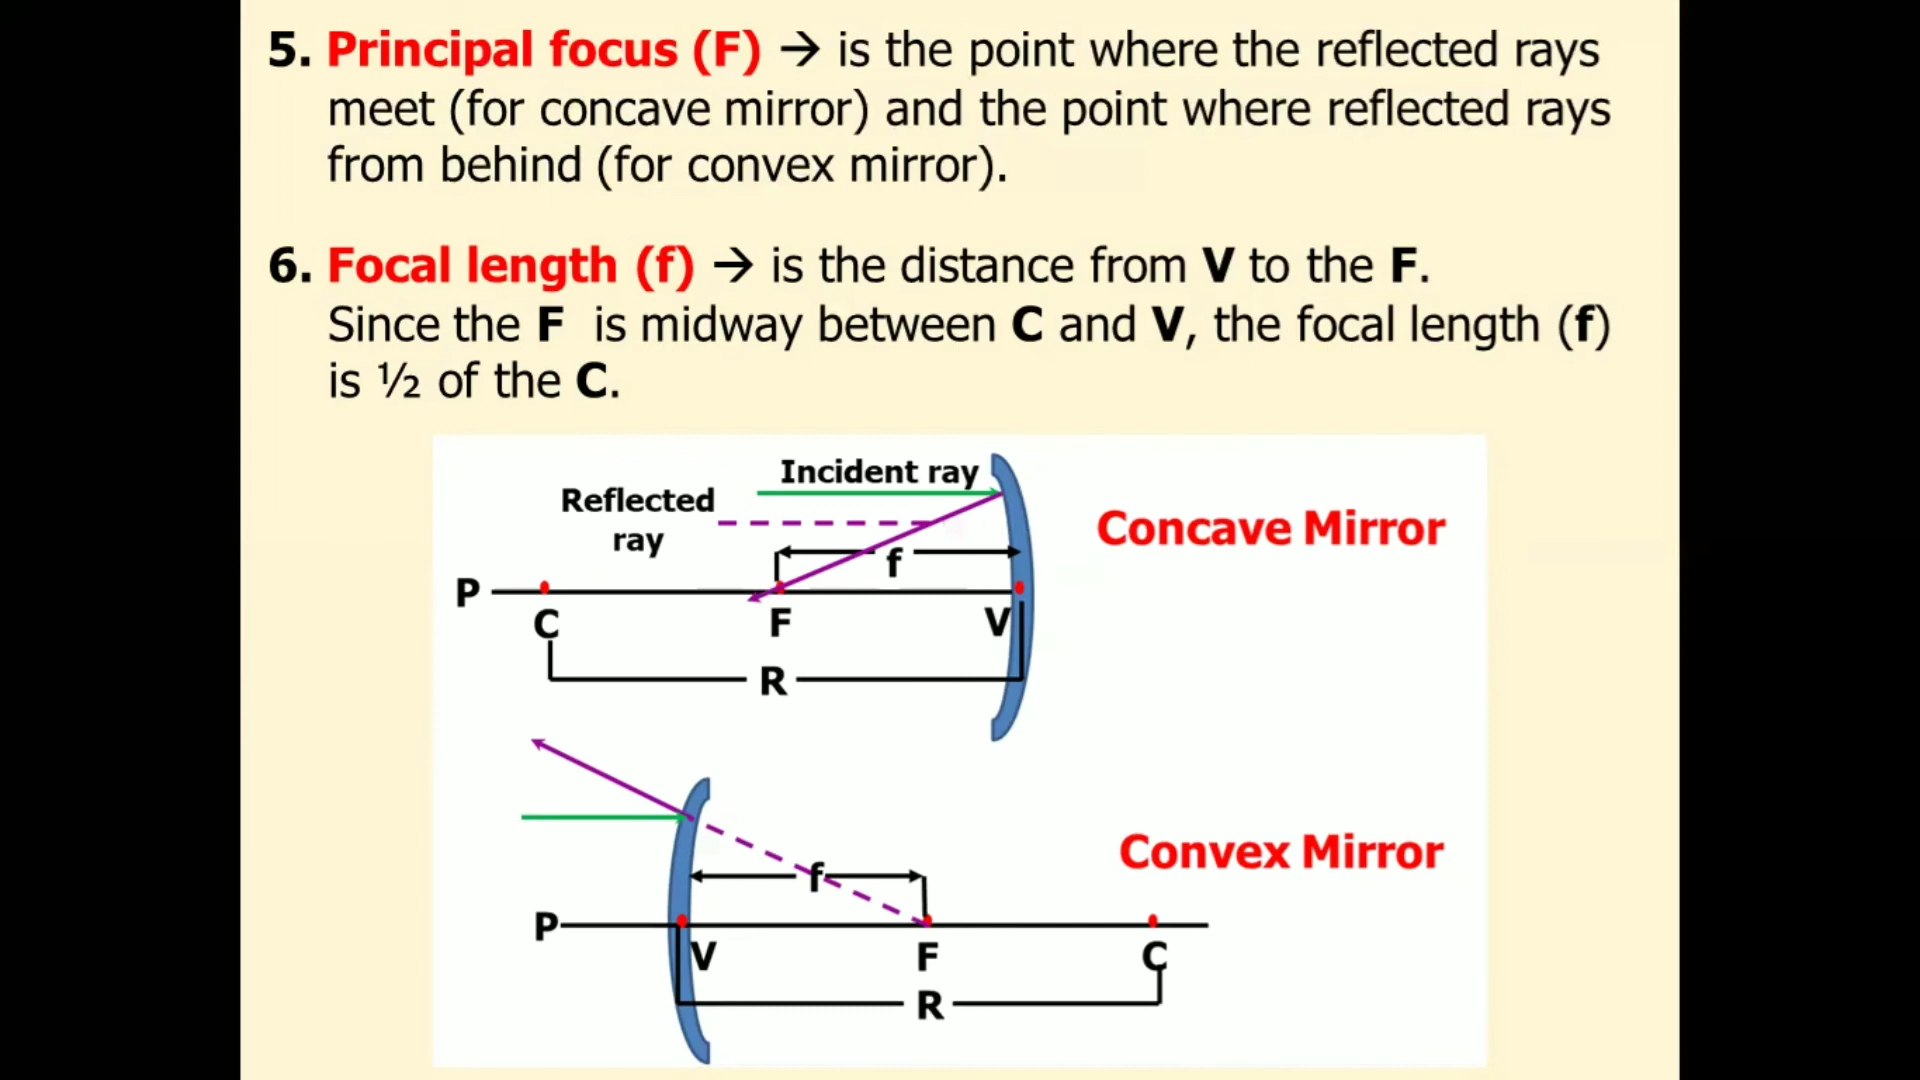 5. Principal focus (F) → is the point where the reflected rays
meet (for concave mirror) and the point where reflected rays
from behind (for convex mirror).
6. Focal length (f) → is the distance from V to the F.
Since the F is midway between C and V, the focal length (f)
is ½ of the C.
Incident ray
Reflected
ray
Concave Mirror
f
P
C
F
V
R
Convex Mirror
f
P
V
F
C
R